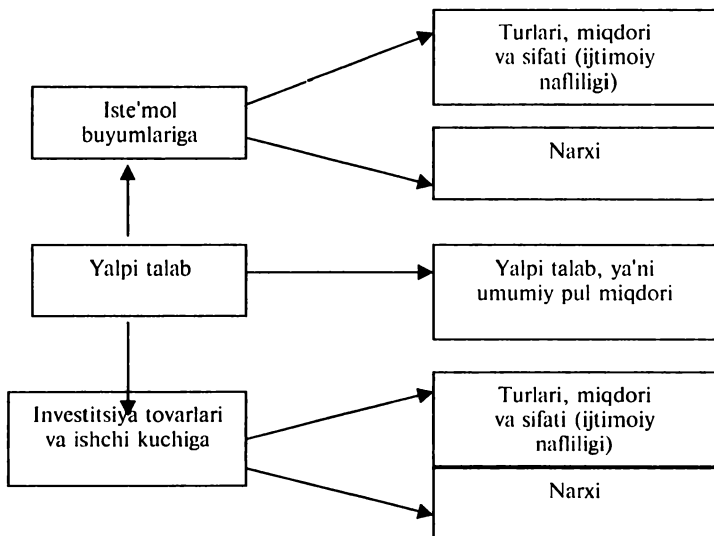 Turlari, miqdori
va sifati (ijtimoiy
nafliligi)
Iste'mol
buyumlariga
Narxi
Yalpi talab
Yalpi talab, ya'ni
umumiy pul miqdori
Investitsiya tovarlari
va ishchi kuchiga
Turlari, miqdori
va sifati (ijtimoiy
nafliligi)
Narxi